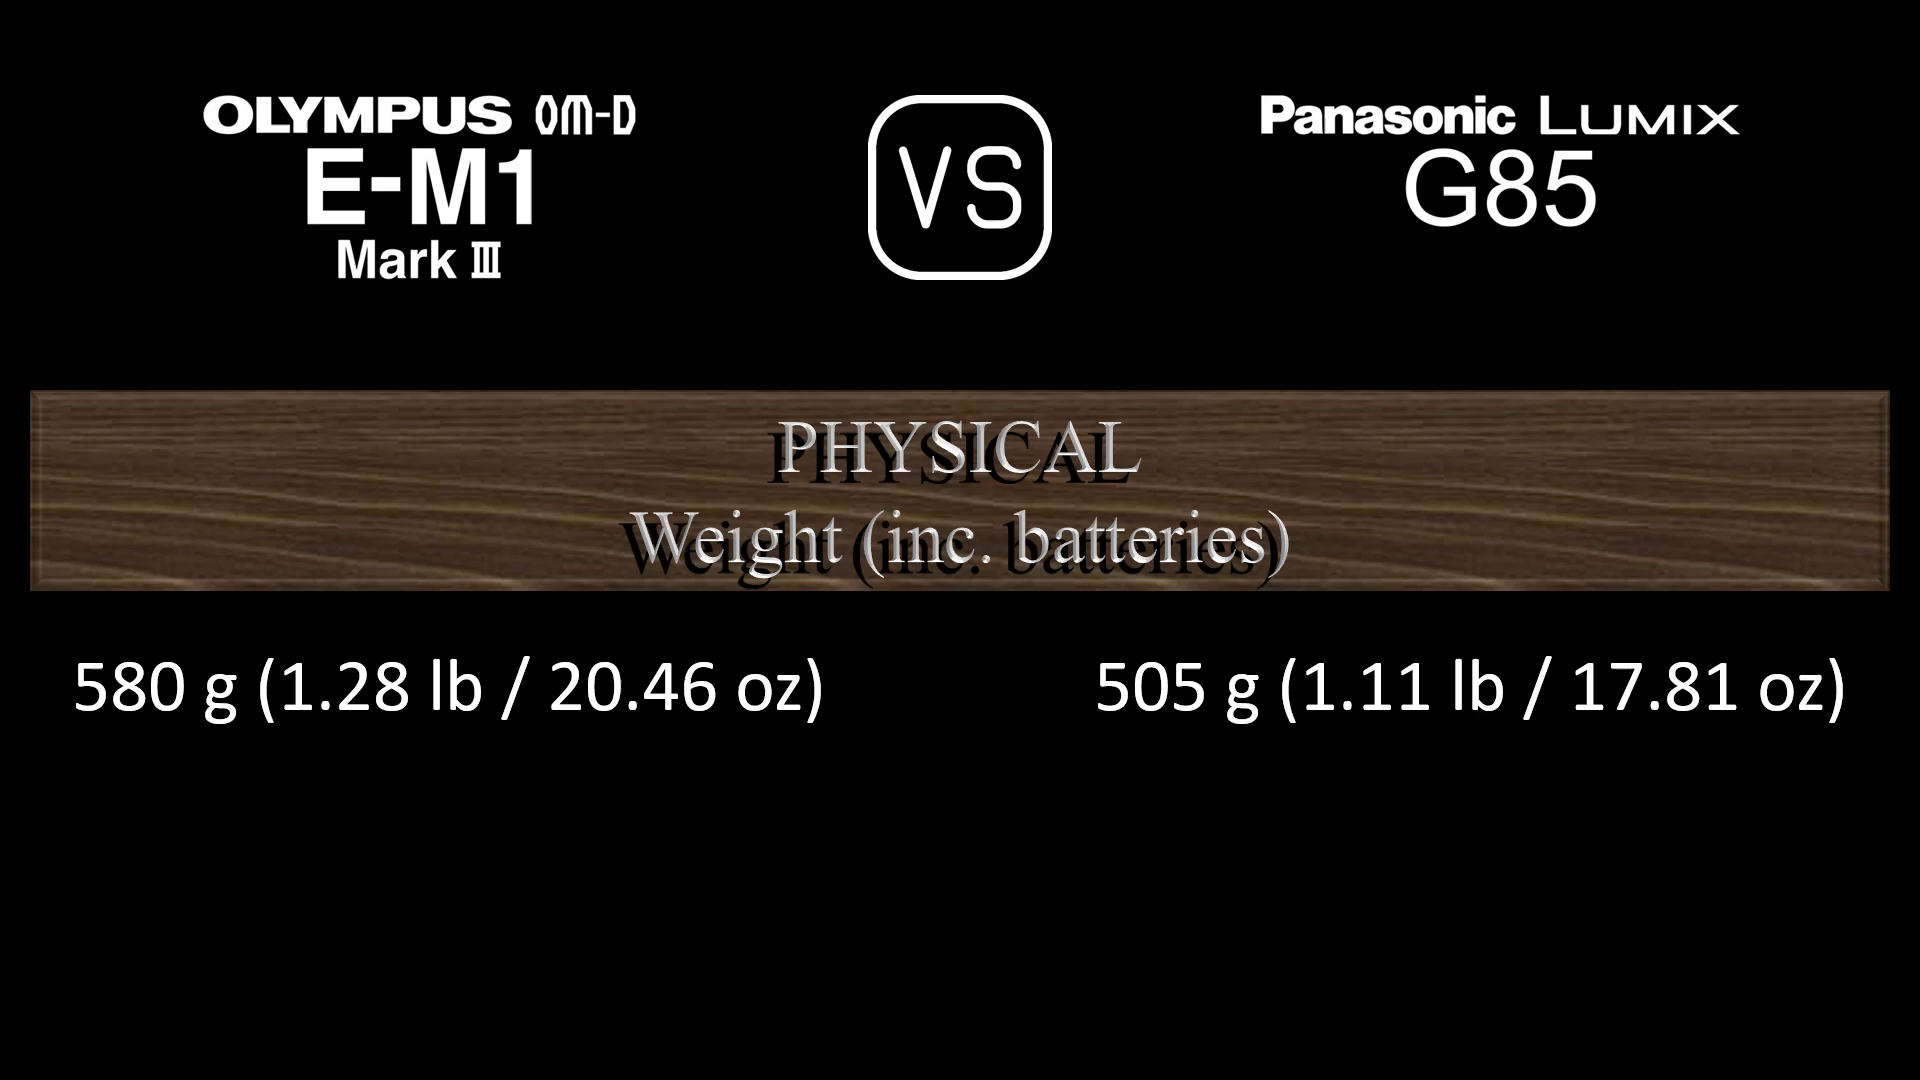 OLYMPUS OM-D
E-M1
Mark III
VS
Panasonic LUMIX
G85
PHYSICAL
Weight (inc. batteries)
580 g (1.28 lb / 20.46 oz)
505 g (1.11 lb / 17.81 oz)